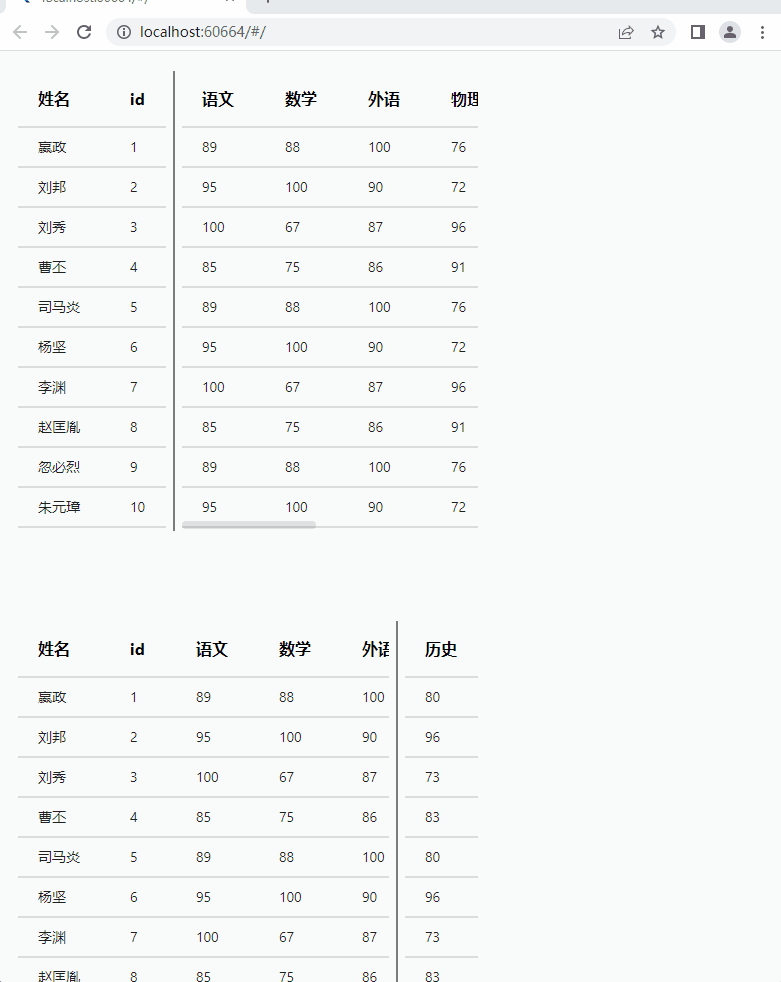 localhost:60664/#/
姓名 id 语文 数学 外语 物理
嬴政 1 89 88 100 76
刘邦 2 95 100 90 72
刘秀 3 100 67 87 96
曹丕 4 85 75 86 91
司马炎 5 89 88 100 76
杨坚 6 95 100 90 72
李渊 7 100 67 87 96
赵匡胤 8 85 75 86 91
忽必烈 9 89 88 100 76
朱元璋 10 95 100 90 72
姓名 id 语文 数学 外语 历史
嬴政 1 89 88 100 80
刘邦 2 95 100 90 96
刘秀 3 100 67 87 73
曹丕 4 85 75 86 83
司马炎 5 89 88 100 80
杨坚 6 95 100 90 96
李渊 7 100 67 87 73
赵匡胤 8 85 75 86 83